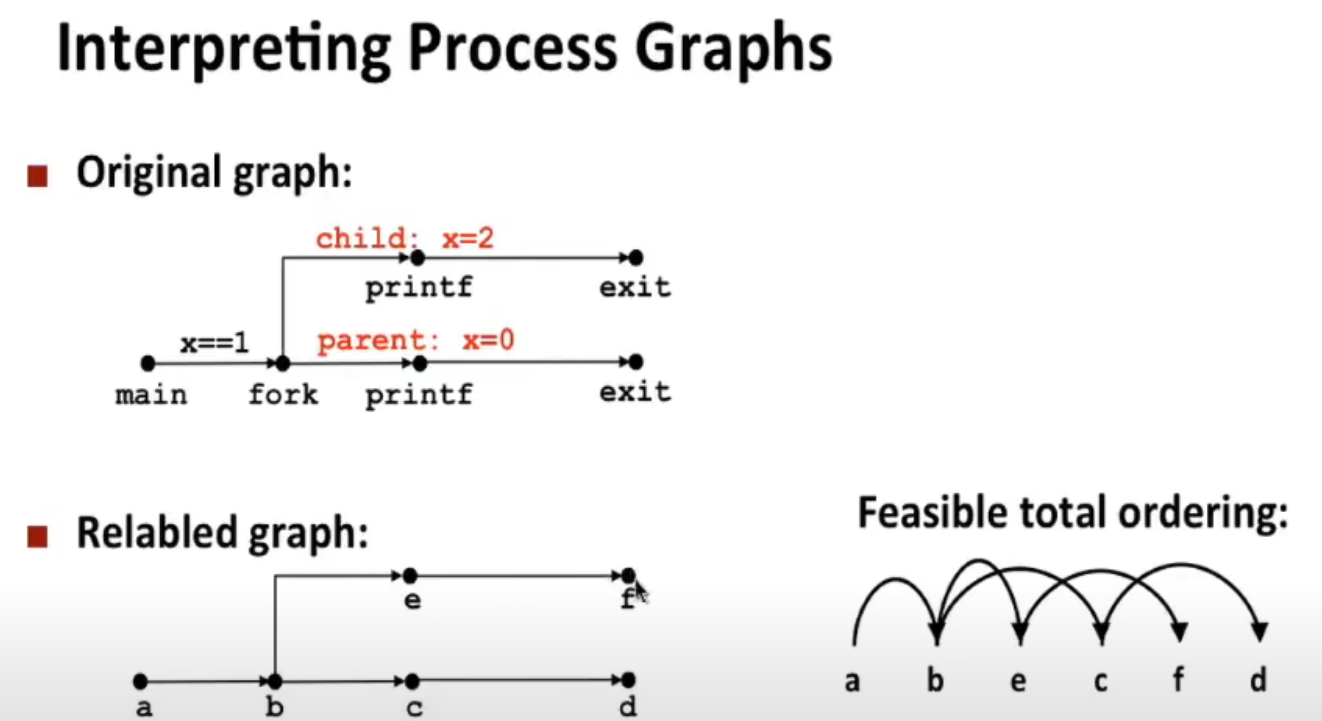 Interpreting Process Graphs
Original graph:
child: x=2
printf exit
x==1 parent: x=0
main fork printf exit
Feasible total ordering:
Relabled graph:
e f
a b e c f d
a b c d